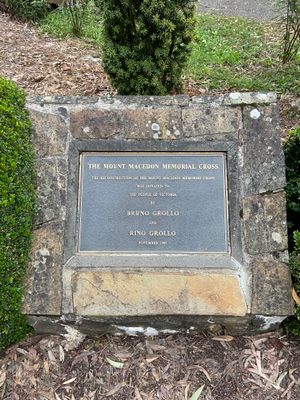 THE MOUNT MACEDON MEMORIAL CROSS
THE RESTORATION OF THE MOUNT MACEDON MEMORIAL CROSS
WAS DONATED TO THE
PEOPLE OF VICTORIA
BY
BRUNO GROLLO
AND
RINO GROLLO
NOVEMBER